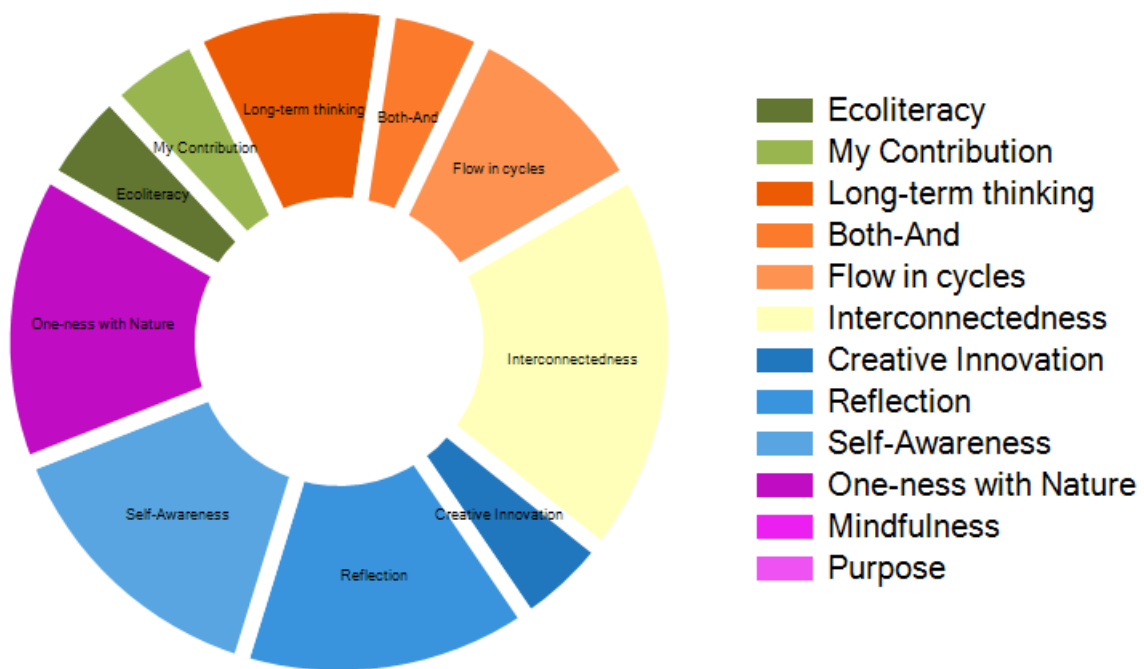 Long-term thinking
Both-And
My Contribution
Flow in cycles
Ecoliteracy
One-ness with Nature
Interconnectedness
Self-Awareness
Creative Innovation
Reflection
Ecoliteracy
My Contribution
Long-term thinking
Both-And
Flow in cycles
Interconnectedness
Creative Innovation
Reflection
Self-Awareness
One-ness with Nature
Mindfulness
Purpose